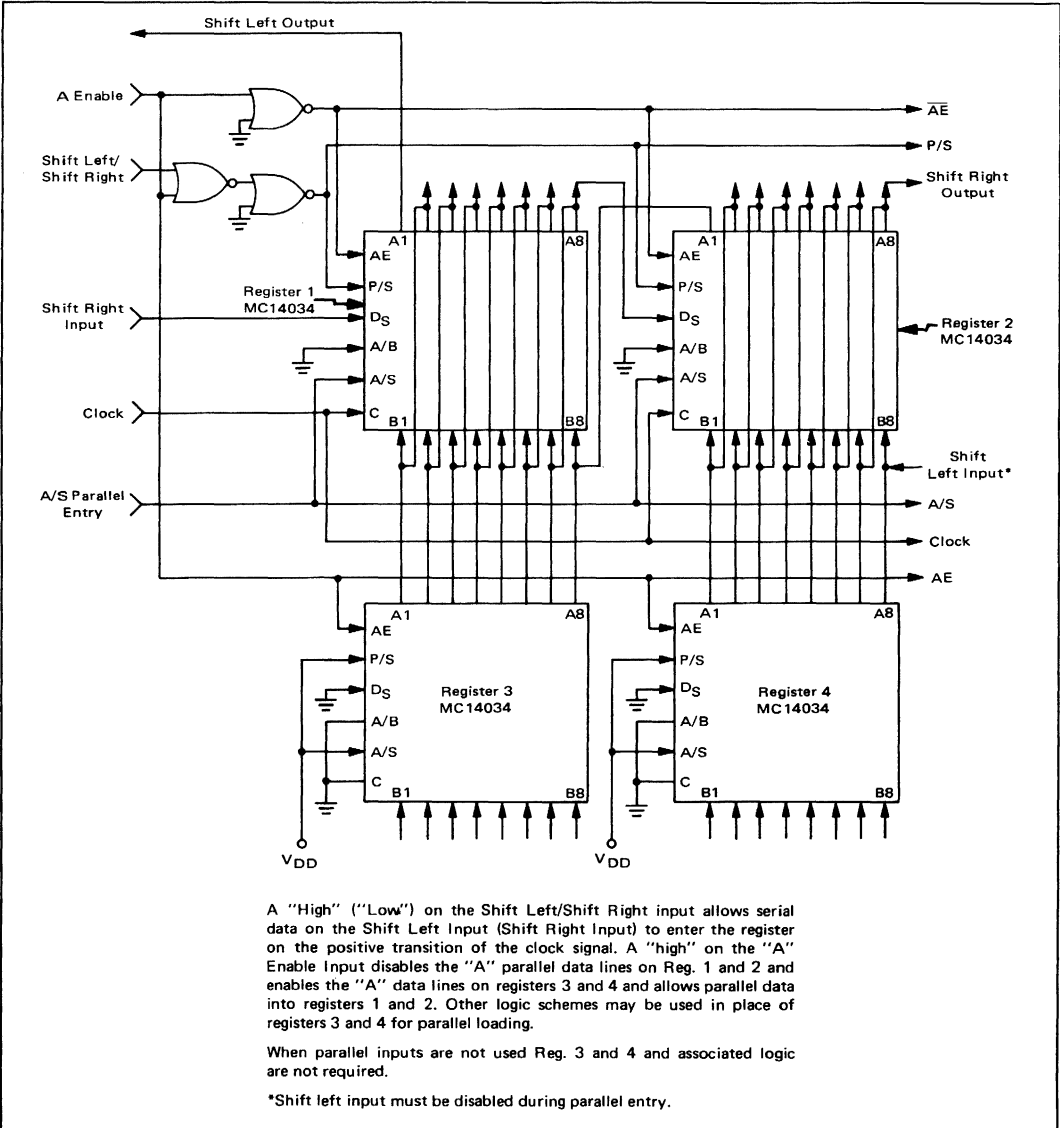 Shift Left Output
A Enable
AE
P/S
Shift Left/
Shift Right
Shift Right
Output
A1
A8
A1
A8
AE
AE
P/S
P/S
Register 1
MC14034
Shift Right
Input
DS
DS
Register 2
MC14034
A/B
A/B
A/S
A/S
Clock
C
C
B1
B8
B1
B8
Shift
Left Input*
A/S Parallel
Entry
A/S
Clock
AE
A1
A8
A1
A8
AE
AE
P/S
P/S
DS
Register 3
MC14034
DS
Register 4
MC14034
A/B
A/B
A/S
A/S
C
C
B1
B8
B1
B8
VDD
VDD
A "High" ("Low") on the Shift Left/Shift Right input allows serial
data on the Shift Left Input (Shift Right Input) to enter the register
on the positive transition of the clock signal. A "high" on the "A"
Enable Input disables the "A" parallel data lines on Reg. 1 and 2 and
enables the "A" data lines on registers 3 and 4 and allows parallel data
into registers 1 and 2. Other logic schemes may be used in place of
registers 3 and 4 for parallel loading.
When parallel inputs are not used Reg. 3 and 4 and associated logic
are not required.
*Shift left input must be disabled during parallel entry.